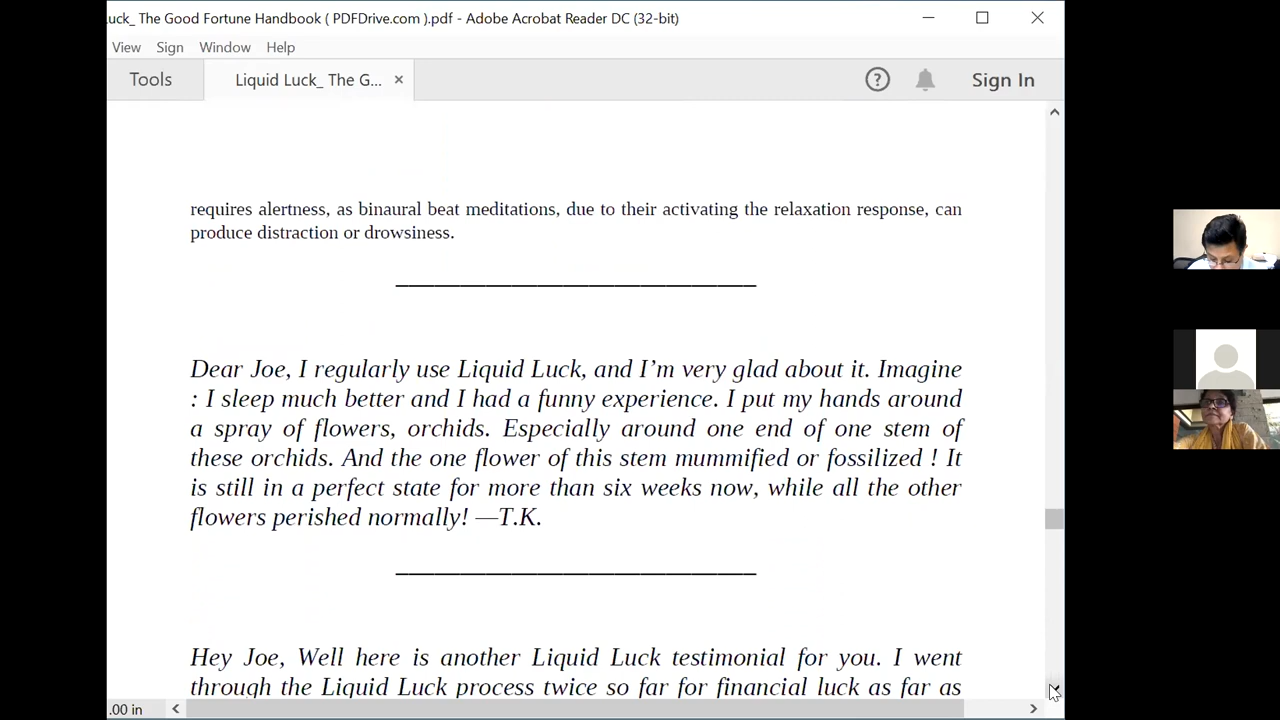 uck_ The Good Fortune Handbook ( PDFDrive.com ).pdf - Adobe Acrobat Reader DC (32-bit)
View Sign Window Help
Tools Liquid Luck_ The G... Sign In
requires alertness, as binaural beat meditations, due to their activating the relaxation response, can
produce distraction or drowsiness.
Dear Joe, I regularly use Liquid Luck, and I’m very glad about it. Imagine
: I sleep much better and I had a funny experience. I put my hands around
a spray of flowers, orchids. Especially around one end of one stem of
these orchids. And the one flower of this stem mummified or fossilized ! It
is still in a perfect state for more than six weeks now, while all the other
flowers perished normally! —T.K.
Hey Joe, Well here is another Liquid Luck testimonial for you. I went
through the Liquid Luck process twice so far for financial luck as far as
.00 in